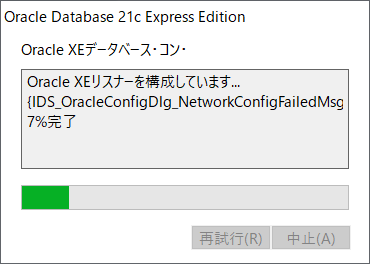 Oracle Database 21c Express Edition
Oracle XEデータベース・コン・
Oracle XEリスナーを構成しています...
{IDS_OracleConfigDlg_NetworkConfigFailedMsg
7%完了
再試行(R) 中止(A)